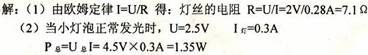 解：（1）由欧姆定律 I=U/R 得：灯丝的电阻 R=U/I=2V/0.28A=7.1Ω
（2）当小灯泡正常发光时，U=2.5V I灯=0.3A
P总=U总I= 4.5V×0.3A=1.35W